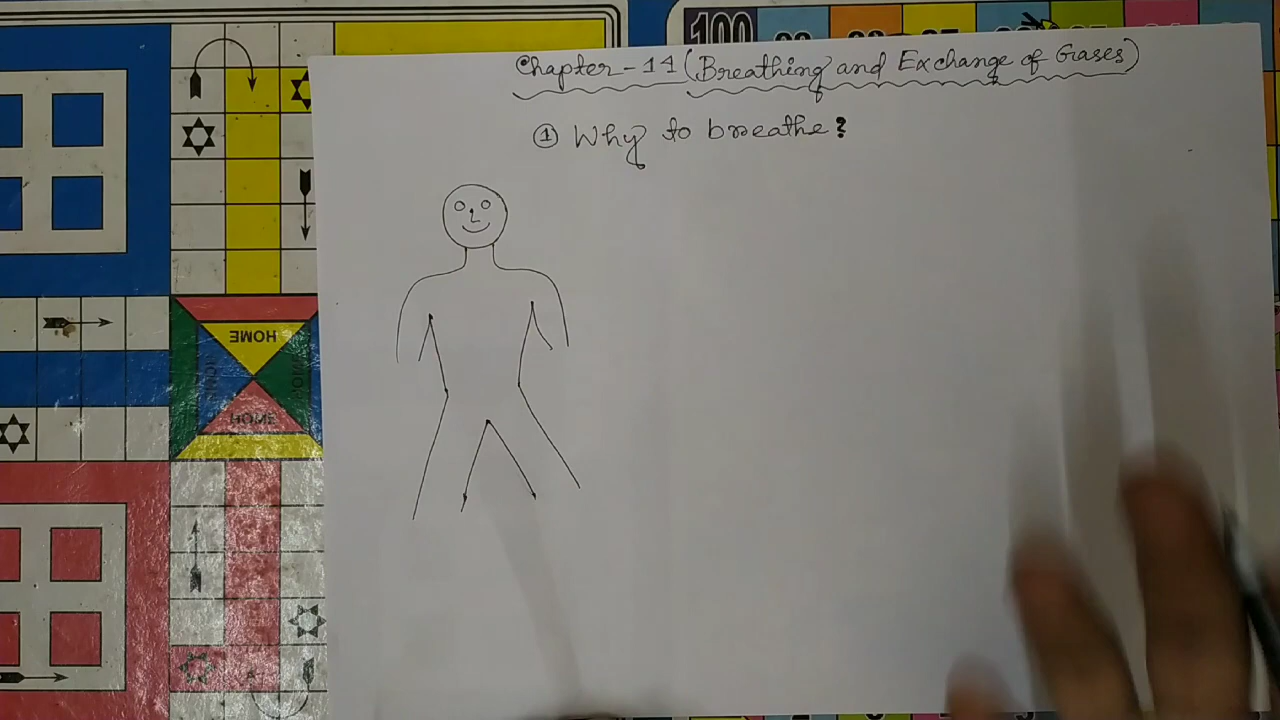 Chapter-14 (Breathing and Exchange of Gases)
① Why to breathe?
100
HOME
HOME